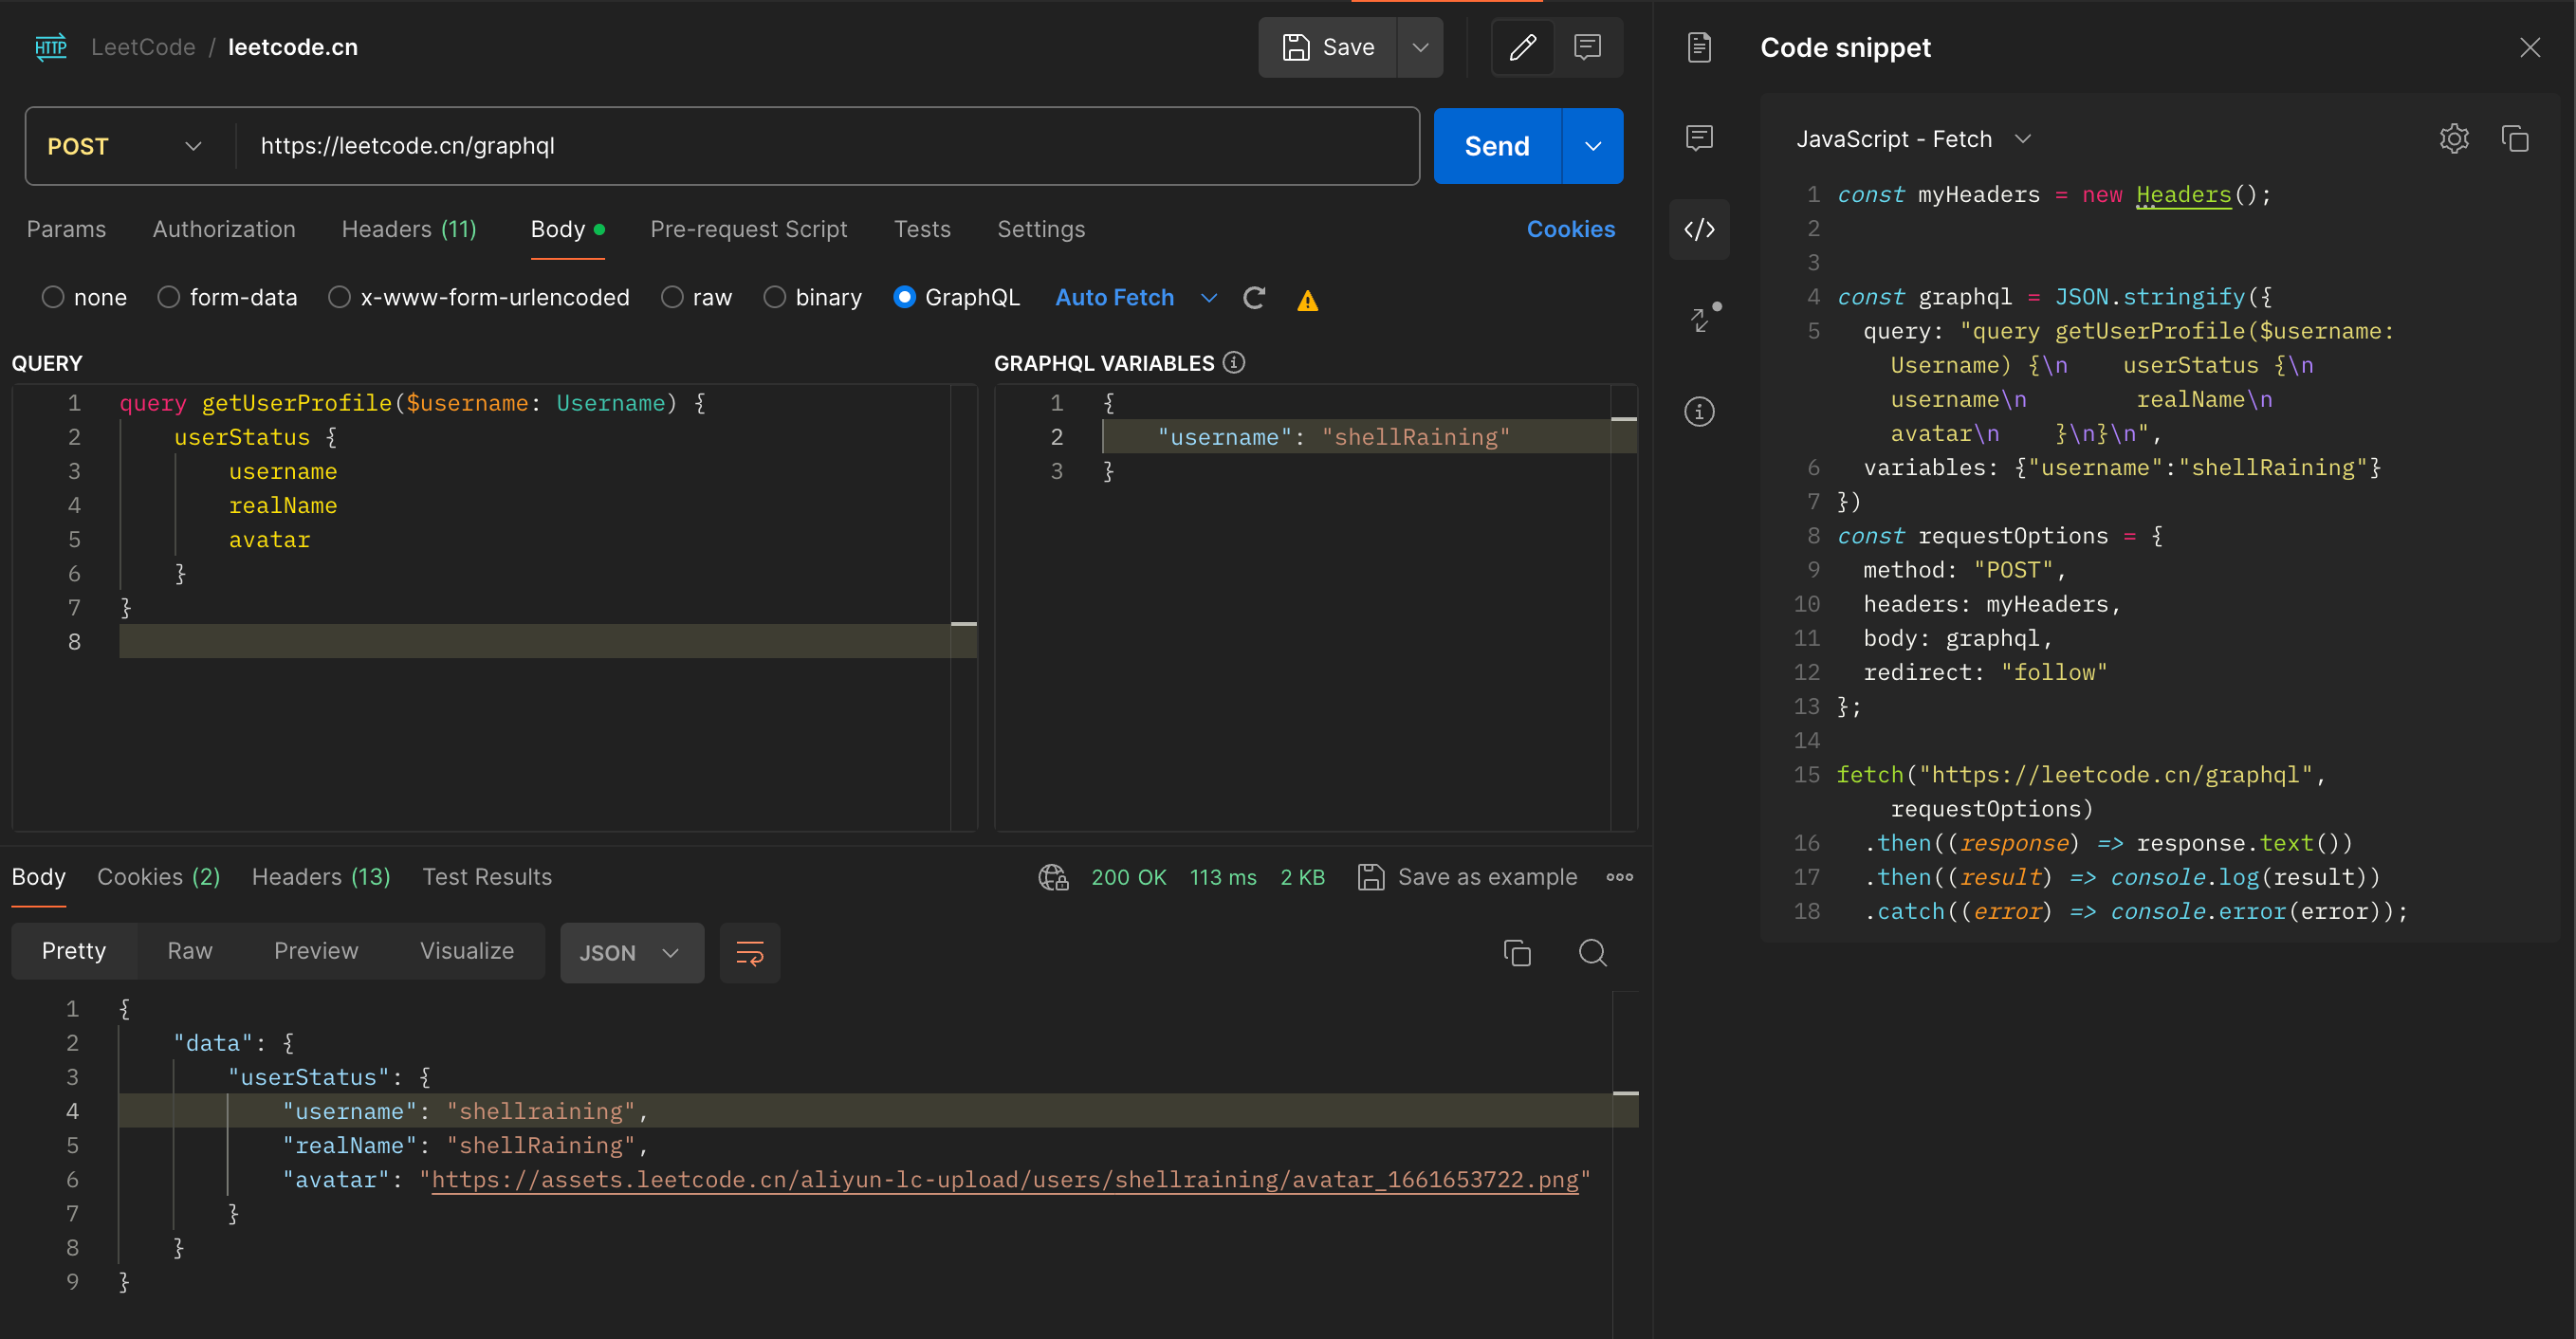 HTTP LeetCode / leetcode.cn Save
POST https://leetcode.cn/graphql Send
Params Authorization Headers (11) Body Pre-request Script Tests Settings Cookies
none form-data x-www-form-urlencoded raw binary GraphQL Auto Fetch
QUERY
1 query getUserProfile($username: Username) {
2 userStatus {
3 username
4 realName
5 avatar
6 }
7 }
8
GRAPHQL VARIABLES
1 {
2 "username": "shellRaining"
3 }
Body Cookies (2) Headers (13) Test Results 200 OK 113 ms 2 KB Save as example
Pretty Raw Preview Visualize JSON
1 {
2 "data": {
3 "userStatus": {
4 "username": "shellraining",
5 "realName": "shellRaining",
6 "avatar": "https://assets.leetcode.cn/aliyun-lc-upload/users/shellraining/avatar_1661653722.png"
7 }
8 }
9 }
Code snippet
JavaScript - Fetch
1 const myHeaders = new Headers();
2
3
4 const graphql = JSON.stringify({
5 query: "query getUserProfile($username:
Username) {\n    userStatus {\n
username\n        realName\n
avatar\n    }\n}\n",
6 variables: {"username":"shellRaining"}
7 })
8 const requestOptions = {
9 method: "POST",
10 headers: myHeaders,
11 body: graphql,
12 redirect: "follow"
13 };
14
15 fetch("https://leetcode.cn/graphql",
requestOptions)
16 .then((response) => response.text())
17 .then((result) => console.log(result))
18 .catch((error) => console.error(error));